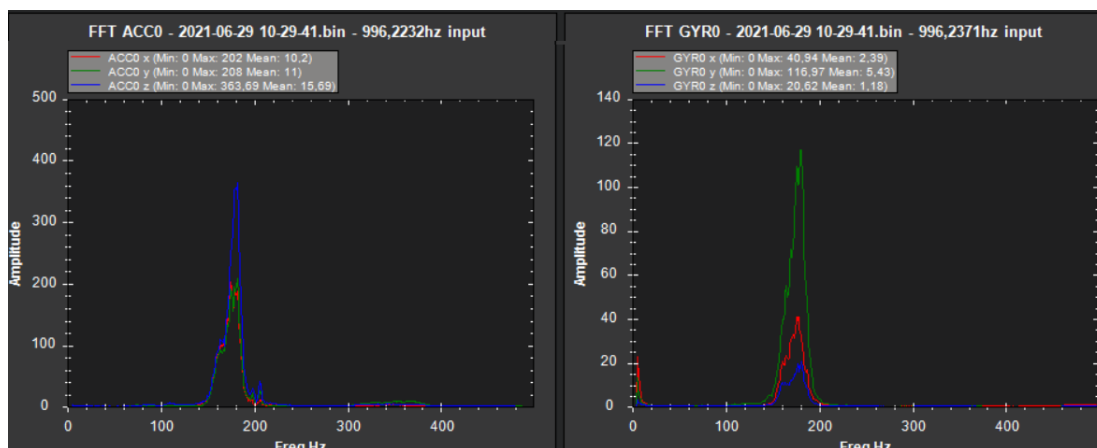 FFT ACC0 - 2021-06-29 10-29-41.bin - 996,2232hz input
ACC0 x (Min: 0 Max: 202 Mean: 10,2)
ACC0 y (Min: 0 Max: 208 Mean: 11)
ACC0 z (Min: 0 Max: 363,69 Mean: 15,69)
500
400
300
200
100
0
Amplitude
0
100
200
300
400
Freq Hz
FFT GYR0 - 2021-06-29 10-29-41.bin - 996,2371hz input
GYR0 x (Min: 0 Max: 40,94 Mean: 2,39)
GYR0 y (Min: 0 Max: 116,97 Mean: 5,43)
GYR0 z (Min: 0 Max: 20,62 Mean: 1,18)
140
120
100
80
60
40
20
0
Amplitude
0
100
200
300
400
Freq Hz